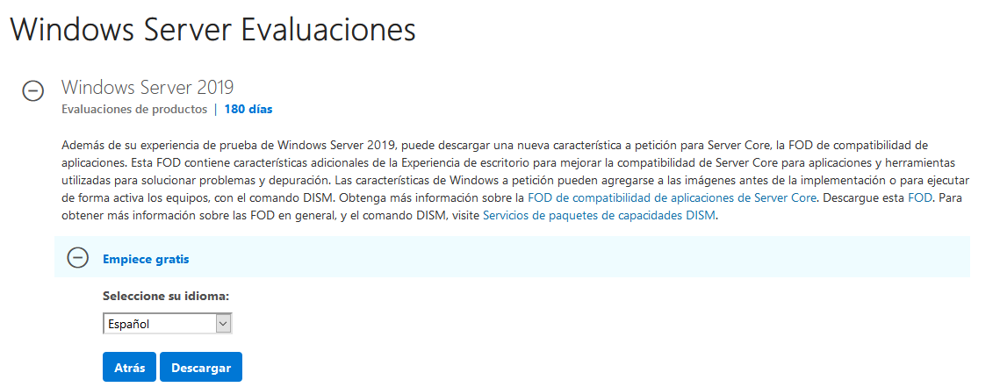 Windows Server Evaluaciones
Windows Server 2019
Evaluaciones de productos | 180 días
Además de su experiencia de prueba de Windows Server 2019, puede descargar una nueva característica a petición para Server Core, la FOD de compatibilidad de
aplicaciones. Esta FOD contiene características adicionales de la Experiencia de escritorio para mejorar la compatibilidad de Server Core para aplicaciones y herramientas
utilizadas para solucionar problemas y depuración. Las características de Windows a petición pueden agregarse a las imágenes antes de la implementación o para ejecutar
de forma activa los equipos, con el comando DISM. Obtenga más información sobre la FOD de compatibilidad de aplicaciones de Server Core. Descargue esta FOD. Para
obtener más información sobre las FOD en general, y el comando DISM, visite Servicios de paquetes de capacidades DISM.
Empiece gratis
Seleccione su idioma:
Español
Atrás Descargar